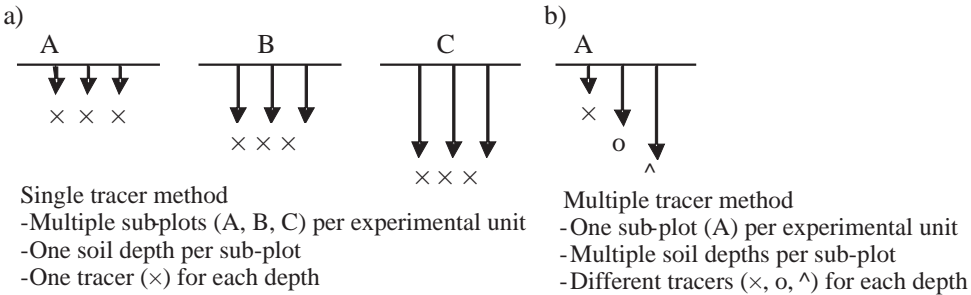 a)
A B C
× × ×
× × ×
× × ×
Single tracer method
-Multiple sub-plots (A, B, C) per experimental unit
-One soil depth per sub-plot
-One tracer (×) for each depth
b)
A
×
o
^
Multiple tracer method
-One sub-plot (A) per experimental unit
-Multiple soil depths per sub-plot
-Different tracers (×, o, ^) for each depth